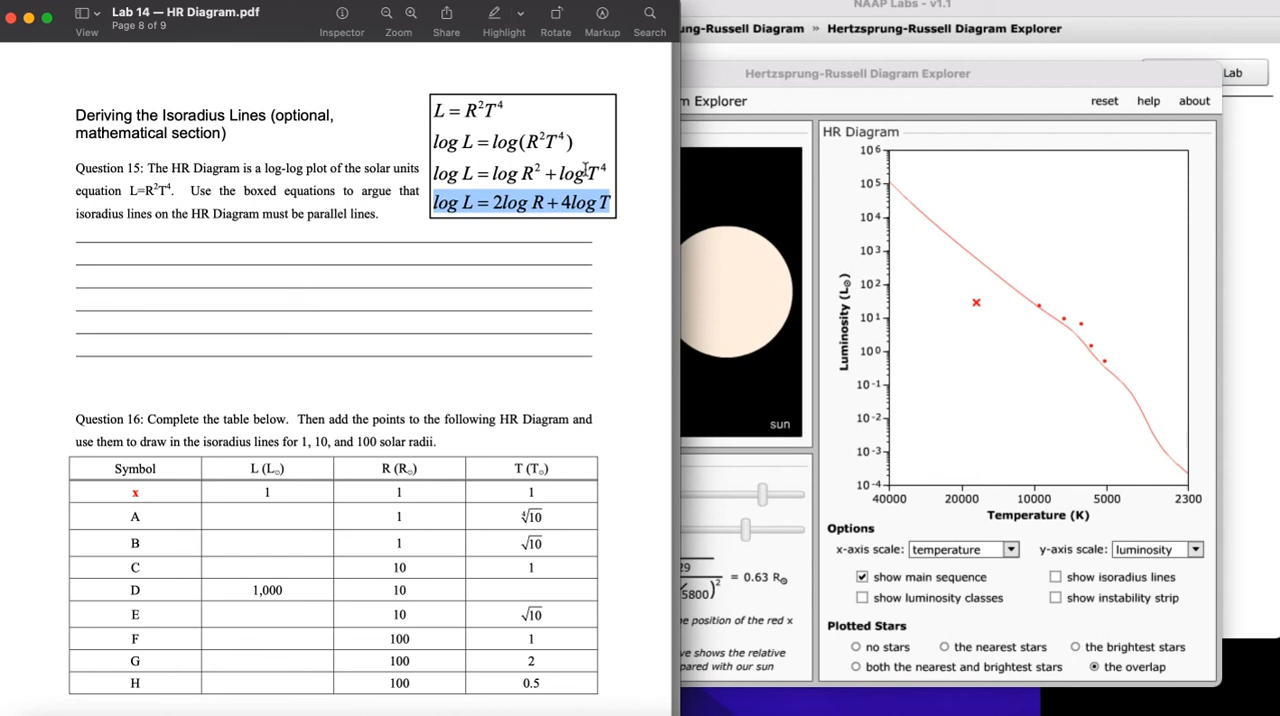 Lab 14 — HR Diagram.pdf
Page 8 of 9
View
Inspector
Zoom
Share
Highlight
Rotate
Markup
Search
Deriving the Isoradius Lines (optional,
mathematical section)
Question 15: The HR Diagram is a log-log plot of the solar units
equation L=R²T⁴. Use the boxed equations to argue that
isoradius lines on the HR Diagram must be parallel lines.
L = R²T⁴
log L = log(R²T⁴)
log L = log R² + log T⁴
log L = 2log R + 4log T
Question 16: Complete the table below. Then add the points to the following HR Diagram and
use them to draw in the isoradius lines for 1, 10, and 100 solar radii.
Symbol L (L☉) R (R☉) T (T☉)
x 1 1 1
A 1 ∜10
B 1 √10
C 10 1
D 1,000 10
E 10 √10
F 100 1
G 100 2
H 100 0.5
NAAP Labs - v1.1
ung-Russell Diagram » Hertzsprung-Russell Diagram Explorer
Lab
Hertzsprung-Russell Diagram Explorer
m Explorer
reset help about
sun
29
5800)² = 0.63 R☉
e position of the red x
ve shows the relative
pared with our sun
HR Diagram
Luminosity (L☉)
10⁶
10⁵
10⁴
10³
10²
10¹
10⁰
10⁻¹
10⁻²
10⁻³
10⁻⁴
40000 20000 10000 5000 2300
Temperature (K)
Options
x-axis scale: temperature y-axis scale: luminosity
show main sequence show isoradius lines
show luminosity classes show instability strip
Plotted Stars
no stars the nearest stars the brightest stars
both the nearest and brightest stars the overlap